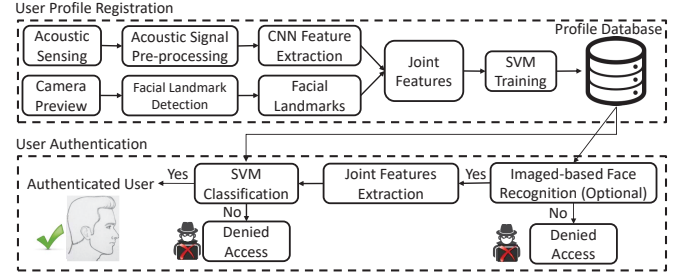 User Profile Registration
Acoustic
Sensing
Acoustic Signal
Pre-processing
CNN Feature
Extraction
Camera
Preview
Facial Landmark
Detection
Facial
Landmarks
Joint
Features
SVM
Training
Profile Database
User Authentication
Authenticated User
Yes
SVM
Classification
Joint Features
Extraction
Yes
Imaged-based Face
Recognition (Optional)
No
Denied
Access
No
Denied
Access